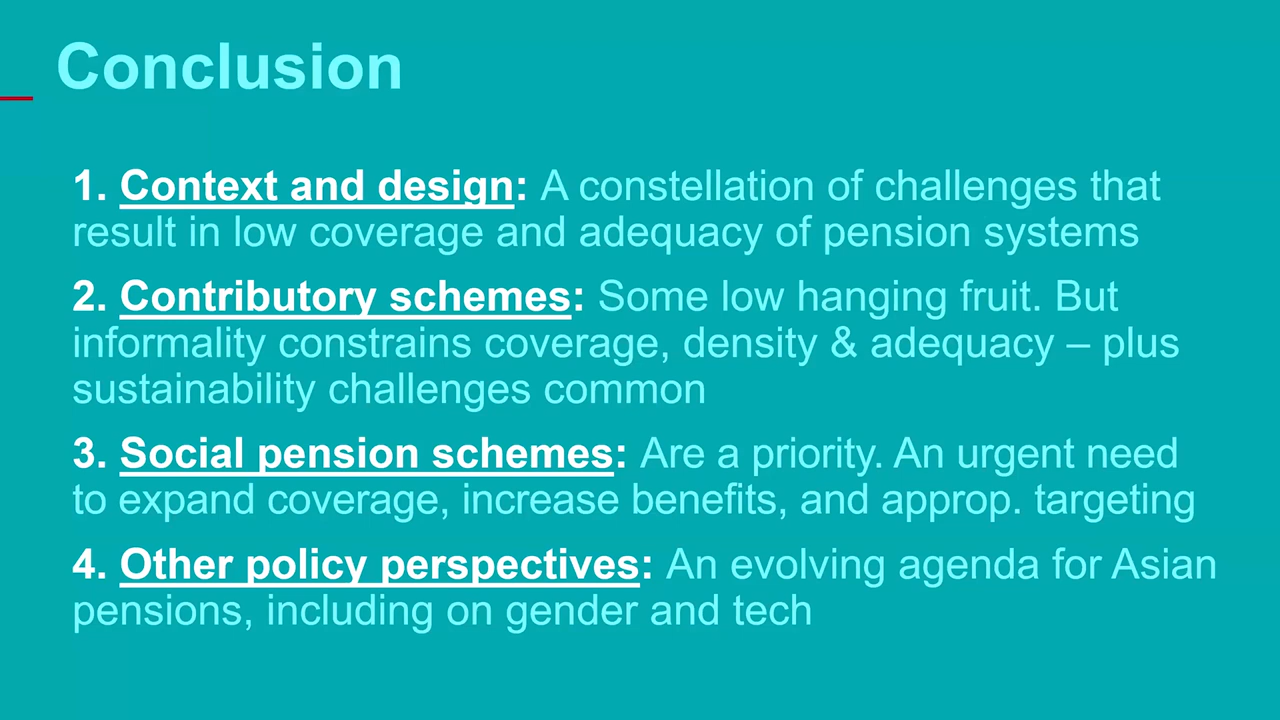 Conclusion
1. Context and design: A constellation of challenges that
result in low coverage and adequacy of pension systems
2. Contributory schemes: Some low hanging fruit. But
informality constrains coverage, density & adequacy – plus
sustainability challenges common
3. Social pension schemes: Are a priority. An urgent need
to expand coverage, increase benefits, and approp. targeting
4. Other policy perspectives: An evolving agenda for Asian
pensions, including on gender and tech